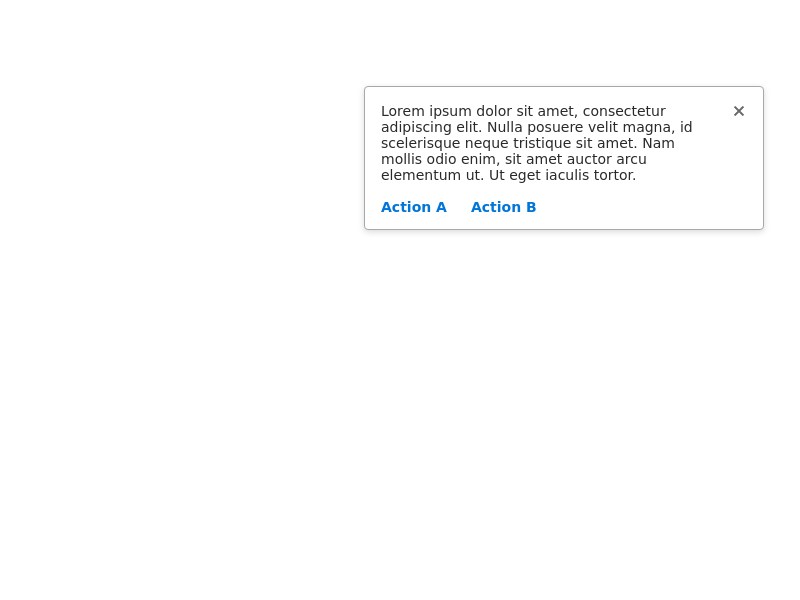 Lorem ipsum dolor sit amet, consectetur
adipiscing elit. Nulla posuere velit magna, id
scelerisque neque tristique sit amet. Nam
mollis odio enim, sit amet auctor arcu
elementum ut. Ut eget iaculis tortor.
Action A Action B